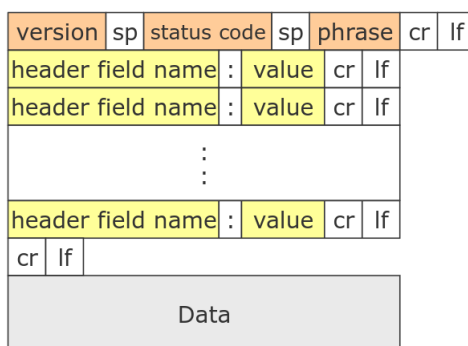 version sp status code sp phrase cr lf
header field name : value cr lf
header field name : value cr lf
:
header field name : value cr lf
cr lf
Data